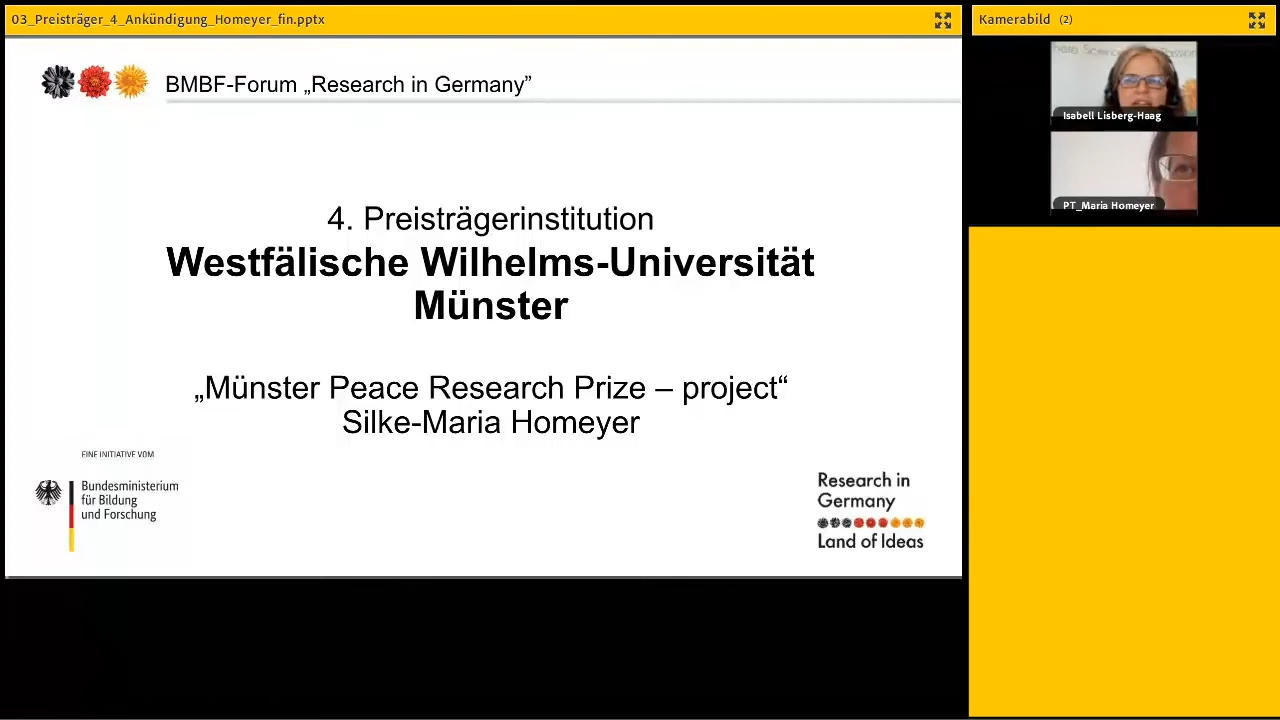 03_Preisträger_4_Ankündigung_Homeyer_fin.pptx
Kamerabild (2)
BMBF-Forum „Research in Germany”
4. Preisträgerinstitution
Westfälische Wilhelms-Universität
Münster
„Münster Peace Research Prize – project“
Silke-Maria Homeyer
EINE INITIATIVE VOM
Bundesministerium
für Bildung
und Forschung
Research in
Germany
Land of Ideas
Isabell Lisberg-Haag
PT_Maria Homeyer